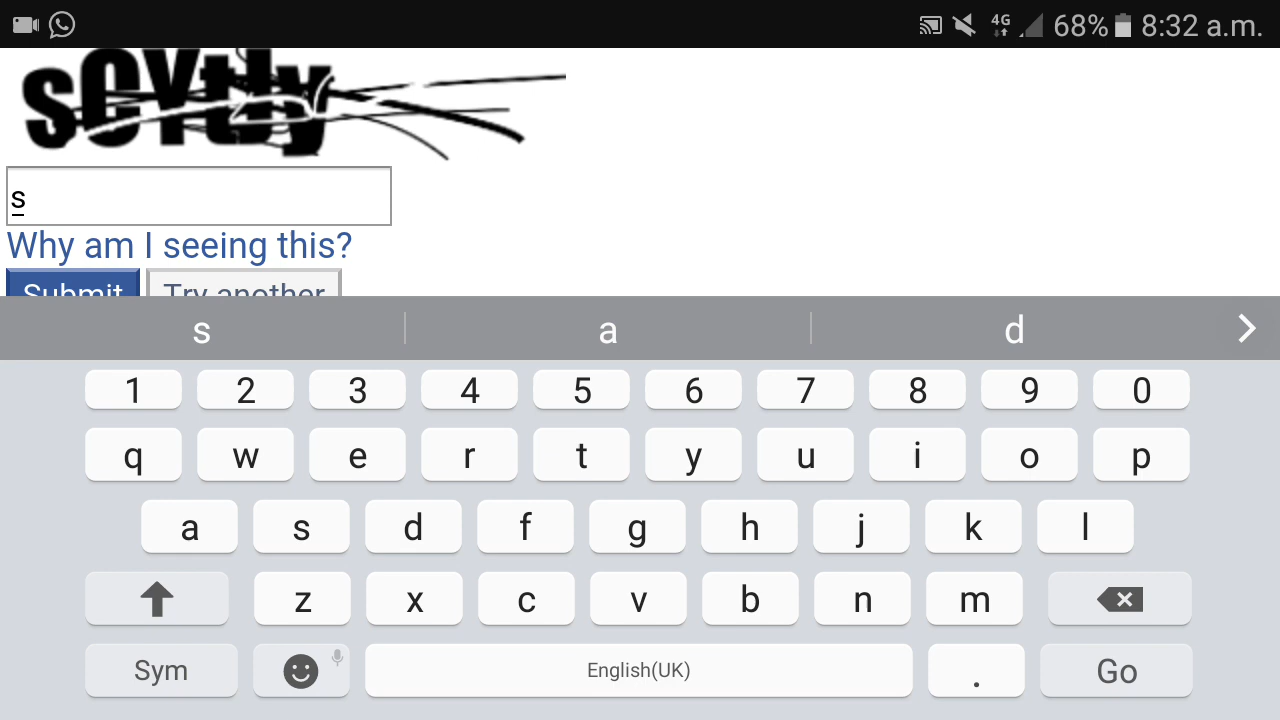 4G 68% 8:32 a.m.
s
Why am I seeing this?
Submit Try another
s a d
1 2 3 4 5 6 7 8 9 0
q w e r t y u i o p
a s d f g h j k l
z x c v b n m
Sym English(UK) . Go